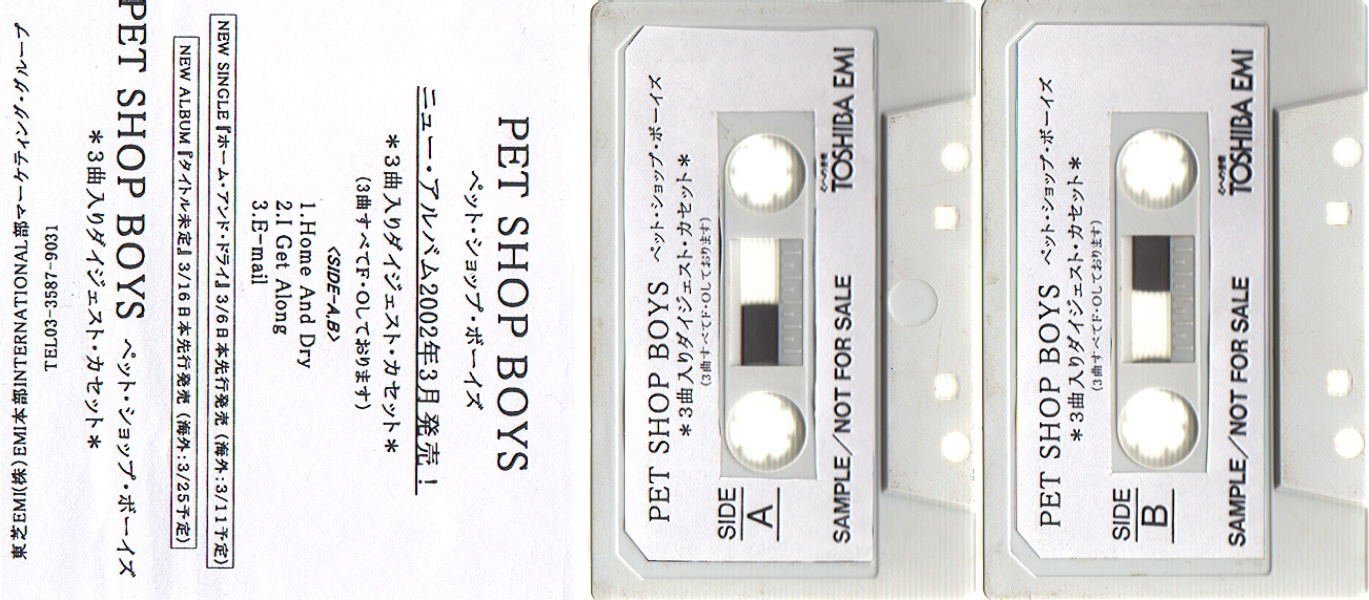 PET SHOP BOYS
ペット・ショップ・ボーイズ
ニュー・アルバム2002年3月発売!
*3曲入りダイジェスト・カセット*
(3曲すべてF・Oしております)
<SIDE-A,B>
1.Home And Dry
2.I Get Along
3.E-mail
NEW SINGLE『ホーム・アンド・ドライ』3/6日本先行発売 (海外:3/11予定)
NEW ALBUM『タイトル未定』3/16日本先行発売 (海外:3/25予定)
PET SHOP BOYS ペット・ショップ・ボーイズ
*3曲入りダイジェスト・カセット*
TEL03-3587-9031
東芝EMI(株)EMI本部INTERNATIONAL部マーケティング・グループ
PET SHOP BOYS ペット・ショップ・ボーイズ
*3曲入りダイジェスト・カセット*
(3曲すべてF・Oしております)
SIDE
A
TOSHIBA EMI
SAMPLE/NOT FOR SALE
PET SHOP BOYS ペット・ショップ・ボーイズ
*3曲入りダイジェスト・カセット*
(3曲すべてF・Oしております)
SIDE
B
TOSHIBA EMI
SAMPLE/NOT FOR SALE